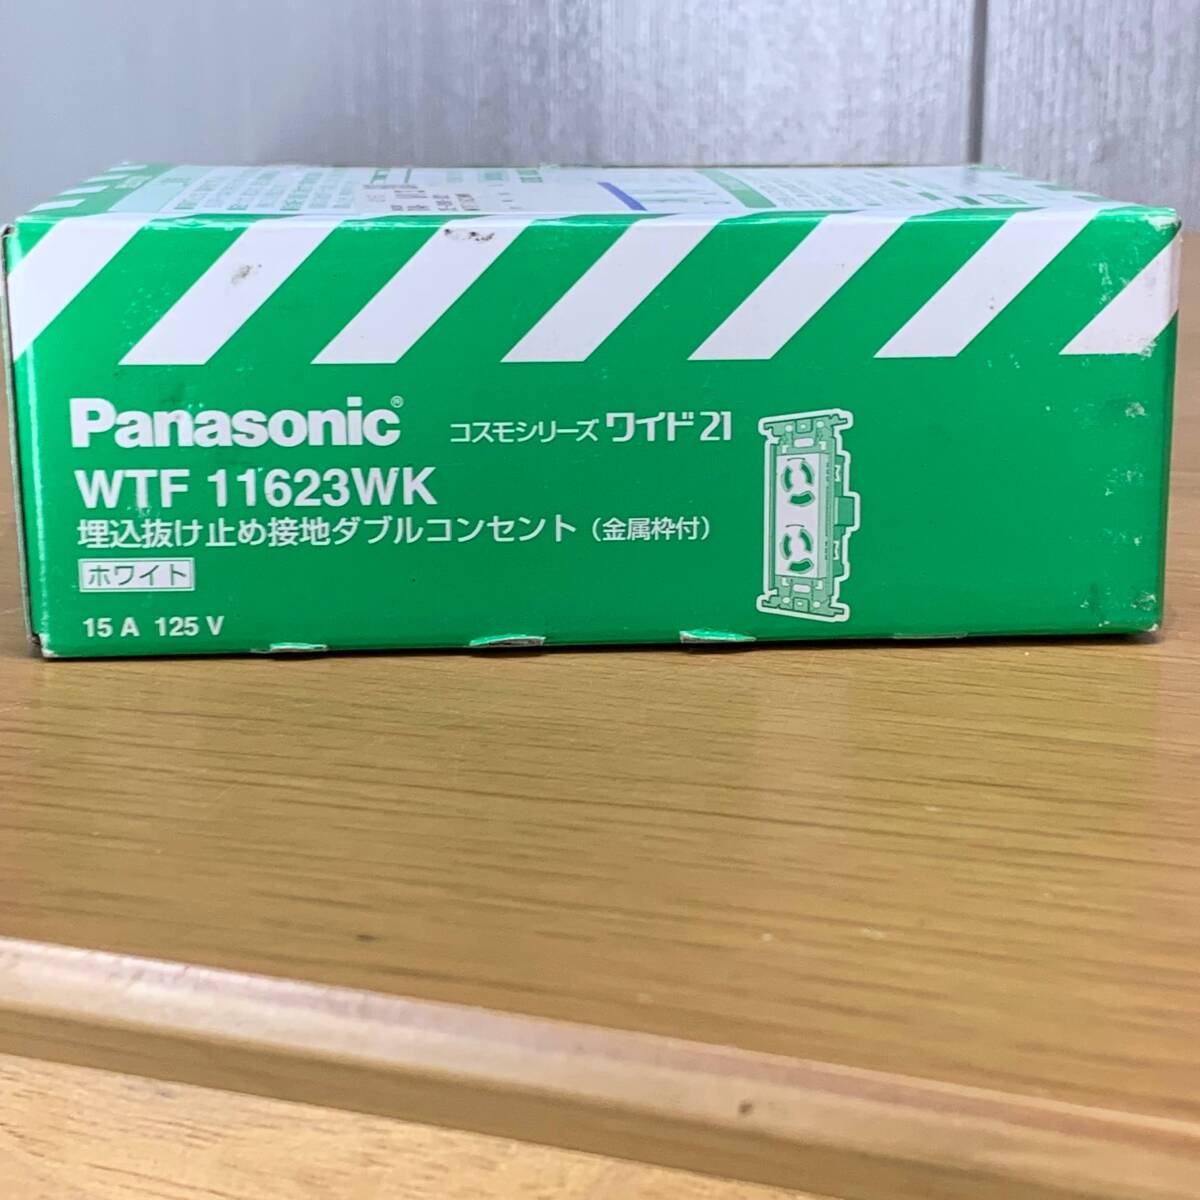 Panasonic®
コスモシリーズ ワイド21
WTF 11623WK
埋込抜け止め接地ダブルコンセント（金属枠付）
ホワイト
15 A 125 V